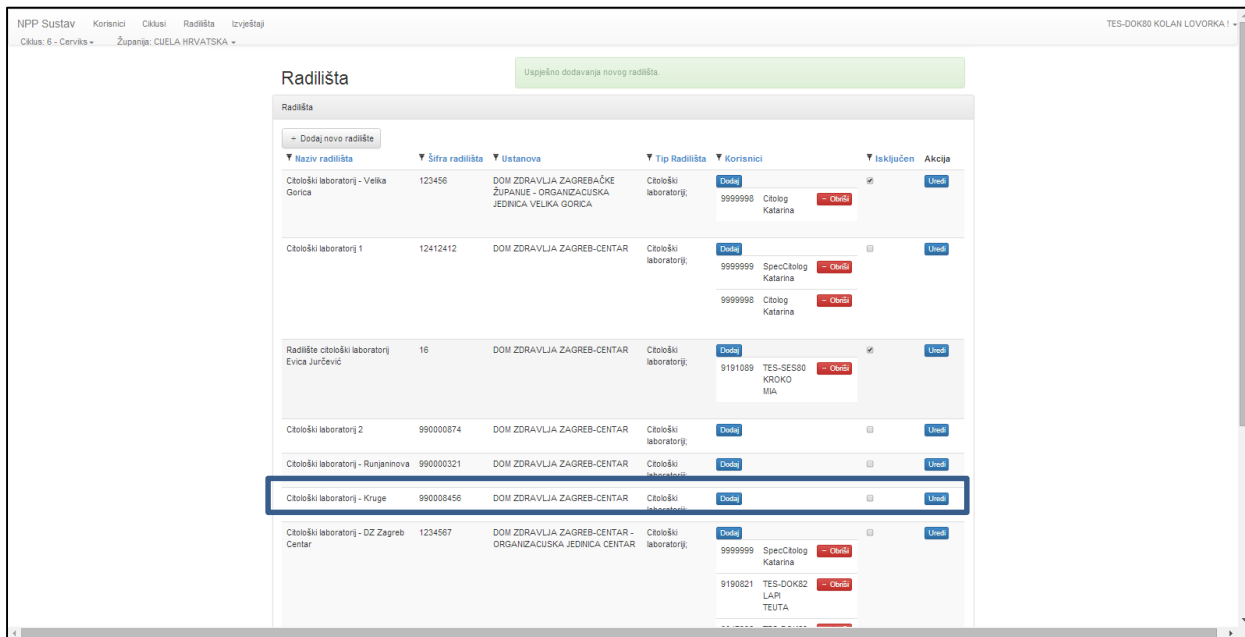 NPP Sustav Korisnici Ciklusi Radilišta Izvještaji TES-DOK80 KOLAN LOVORKA !
Ciklus: 6 - Cerviks Županija: CIJELA HRVATSKA
Radilišta
Uspješno dodavanja novog radilišta.
Radilišta
+ Dodaj novo radilište
Naziv radilišta Šifra radilišta Ustanova Tip Radilišta Korisnici Isključen Akcija
Citološki laboratorij - Velika 123456 DOM ZDRAVLJA ZAGREBAČKE Citološki Dodaj Uredi
Gorica ŽUPANIJE - ORGANIZACIJSKA laboratoriji; 9999998 Citolog − Obriši
JEDINICA VELIKA GORICA Katarina
Citološki laboratorij 1 12412412 DOM ZDRAVLJA ZAGREB-CENTAR Citološki Dodaj Uredi
laboratoriji; 9999999 SpecCitolog − Obriši
Katarina
9999998 Citolog − Obriši
Katarina
Radilište citološki laboratorij 16 DOM ZDRAVLJA ZAGREB-CENTAR Citološki Dodaj Uredi
Evica Jurčević laboratoriji; 9191089 TES-SES80 − Obriši
KROKO
MIA
Citološki laboratorij 2 990000874 DOM ZDRAVLJA ZAGREB-CENTAR Citološki Dodaj Uredi
laboratoriji;
Citološki laboratorij - Runjaninova 990000321 DOM ZDRAVLJA ZAGREB-CENTAR Citološki Dodaj Uredi
Citološki laboratorij - Kruge 990008456 DOM ZDRAVLJA ZAGREB-CENTAR Citološki Dodaj Uredi
Citološki laboratorij - DZ Zagreb 1234567 DOM ZDRAVLJA ZAGREB-CENTAR - Citološki Dodaj Uredi
Centar ORGANIZACIJSKA JEDINICA CENTAR laboratoriji; 9999999 SpecCitolog − Obriši
Katarina
9190821 TES-DOK82 − Obriši
LAPI
TEUTA